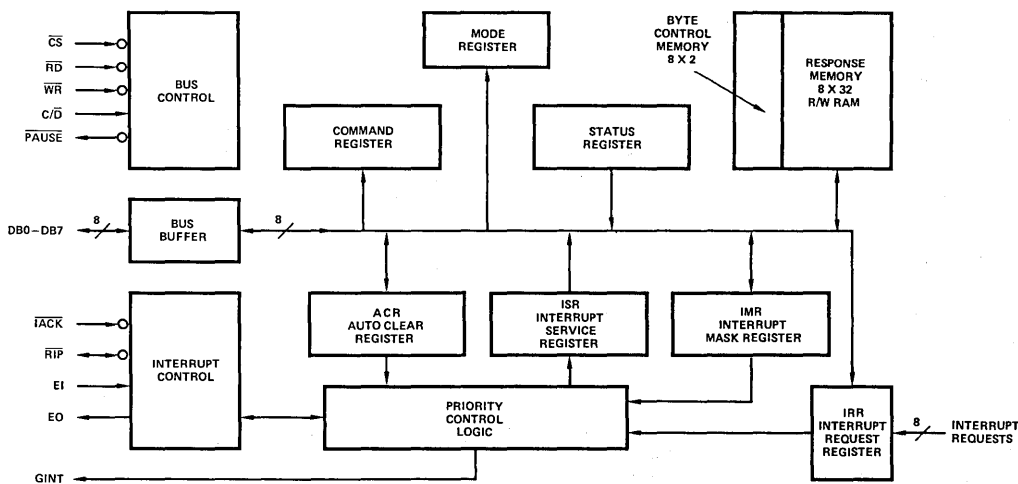 CS
RD
WR
C/D
PAUSE
BUS
CONTROL
MODE
REGISTER
COMMAND
REGISTER
STATUS
REGISTER
BYTE
CONTROL
MEMORY
8 X 2
RESPONSE
MEMORY
8 X 32
R/W RAM
DB0–DB7
8
BUS
BUFFER
8
IACK
RIP
EI
EO
GINT
INTERRUPT
CONTROL
ACR
AUTO CLEAR
REGISTER
ISR
INTERRUPT
SERVICE
REGISTER
IMR
INTERRUPT
MASK REGISTER
PRIORITY
CONTROL
LOGIC
IRR
INTERRUPT
REQUEST
REGISTER
8
INTERRUPT
REQUESTS